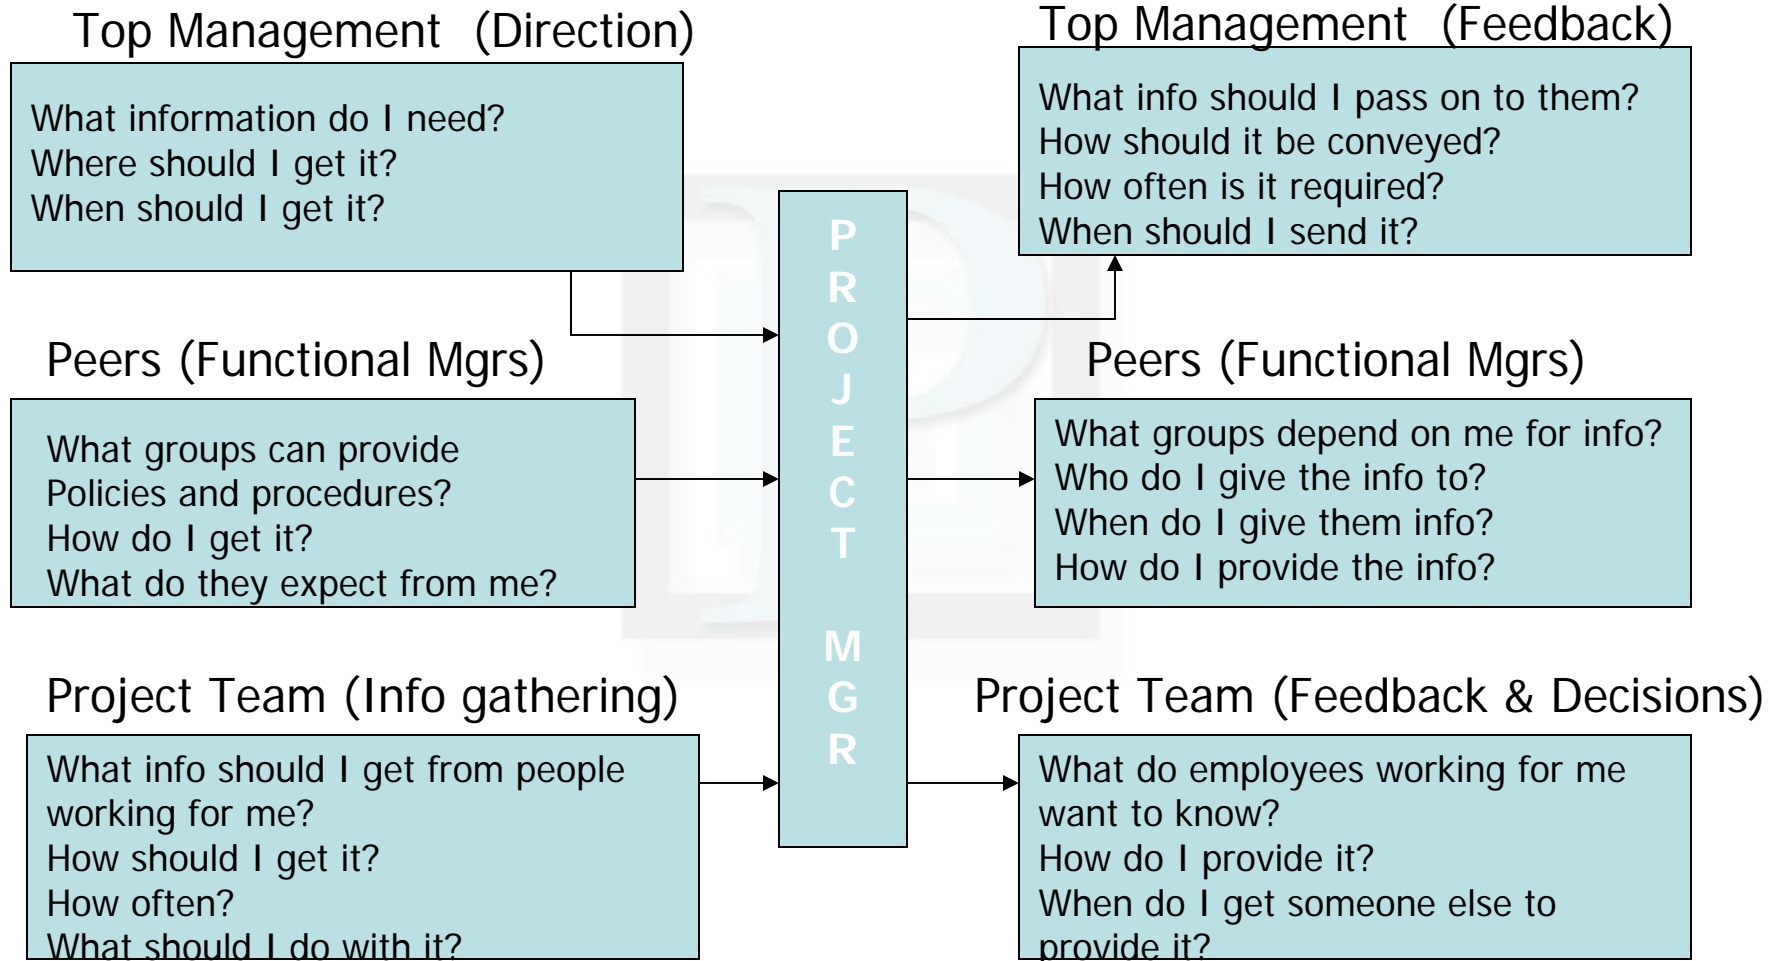 Top Management (Direction)
What information do I need?
Where should I get it?
When should I get it?
Peers (Functional Mgrs)
What groups can provide
Policies and procedures?
How do I get it?
What do they expect from me?
Project Team (Info gathering)
What info should I get from people
working for me?
How should I get it?
How often?
What should I do with it?
P
R
O
J
E
C
T
M
G
R
Top Management (Feedback)
What info should I pass on to them?
How should it be conveyed?
How often is it required?
When should I send it?
Peers (Functional Mgrs)
What groups depend on me for info?
Who do I give the info to?
When do I give them info?
How do I provide the info?
Project Team (Feedback & Decisions)
What do employees working for me
want to know?
How do I provide it?
When do I get someone else to
provide it?